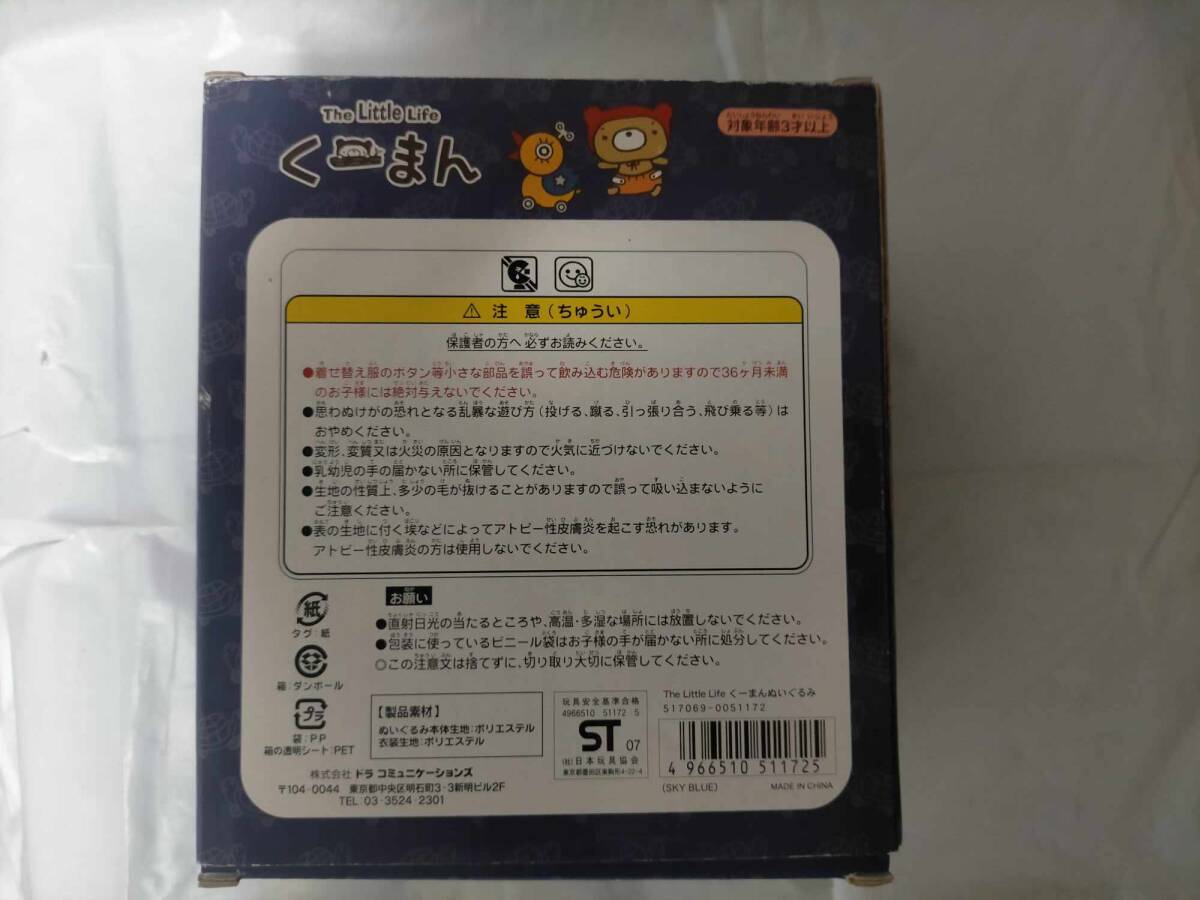 The Little Life
くーまん
対象年齢3才以上
注 意(ちゅうい)
保護者の方へ必ずお読みください。
●着せ替え服のボタン等小さな部品を誤って飲み込む危険がありますので36ヶ月未満
のお子様には絶対与えないでください。
●思わぬけがの恐れとなる乱暴な遊び方(投げる、蹴る、引っ張り合う、飛び乗る等)は
おやめください。
●変形、変質又は火災の原因となりますので火気に近づけないでください。
●乳幼児の手の届かない所に保管してください。
●生地の性質上、多少の毛が抜けることがありますので誤って吸い込まないように
ご注意ください。
●表の生地に付く埃などによってアトピー性皮膚炎を起こす恐れがあります。
アトピー性皮膚炎の方は使用しないでください。
お願い
●直射日光の当たるところや、高温・多湿な場所には放置しないでください。
●包装に使っているビニール袋はお子様の手が届かない所に処分してください。
○この注意文は捨てずに、切り取り大切に保管してください。
紙
タグ:紙
箱:ダンボール
プラ
袋:PP
箱の透明シート:PET
【製品素材】
ぬいぐるみ本体生地:ポリエステル
衣装生地:ポリエステル
玩具安全基準合格
4966510 51172 5
ST 07
(社)日本玩具協会
東京都墨田区東駒形4-22-4
The Little Life くーまんぬいぐるみ
517069-0051172
4 966510 511725
(SKY BLUE) MADE IN CHINA
株式会社 ドラ コミュニケーションズ
〒104-0044 東京都中央区明石町3-3新明ビル2F
TEL:03-3524-2301